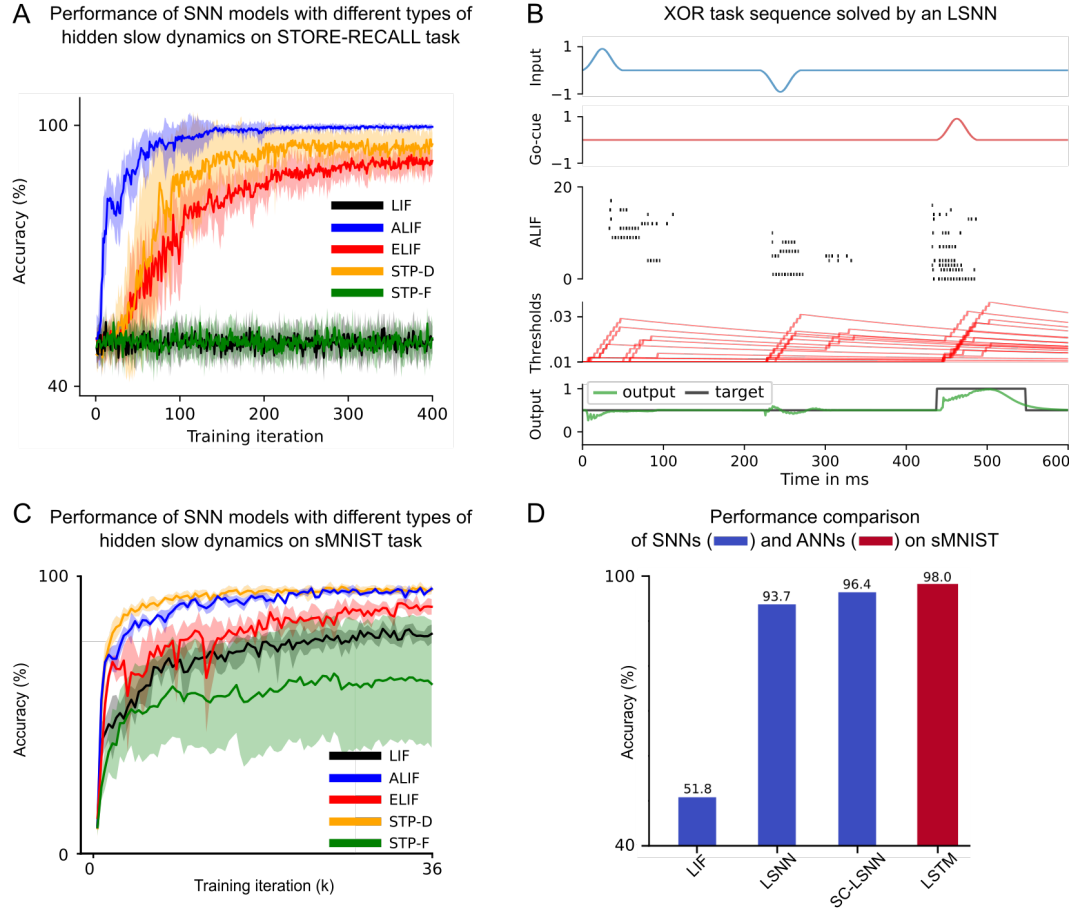 A
Performance of SNN models with different types of
hidden slow dynamics on STORE-RECALL task
100
40
Accuracy (%)
LIF
ALIF
ELIF
STP-D
STP-F
0
100
200
300
400
Training iteration
B
XOR task sequence solved by an LSNN
Input
1
−1
Go-cue
1
−1
ALIF
20
0
Thresholds
.03
.01
Output
1
0
output
target
0
100
200
300
400
500
600
Time in ms
C
Performance of SNN models with different types of
hidden slow dynamics on sMNIST task
100
0
Accuracy (%)
LIF
ALIF
ELIF
STP-D
STP-F
0
36
Training iteration (k)
D
Performance comparison
of SNNs ( ) and ANNs ( ) on sMNIST
100
40
Accuracy (%)
51.8
93.7
96.4
98.0
LIF
LSNN
SC-LSNN
LSTM